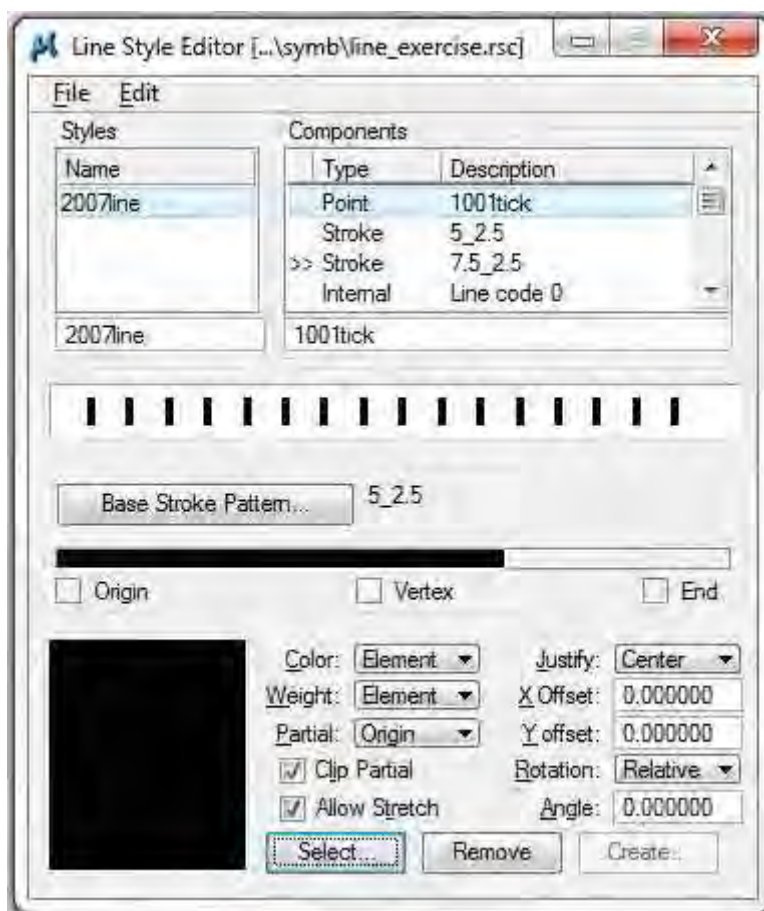 Line Style Editor [...\symb\line_exercise.rsc]
File Edit
Styles Components
Name Type Description
2007line Point 1001tick
Stroke 5_2.5
>> Stroke 7.5_2.5
Internal Line code 0
2007line 1001tick
Base Stroke Pattern... 5_2.5
Origin Vertex End
Color: Element Justify: Center
Weight: Element X Offset: 0.000000
Partial: Origin Y offset: 0.000000
Clip Partial Rotation: Relative
Allow Stretch Angle: 0.000000
Select... Remove Create...